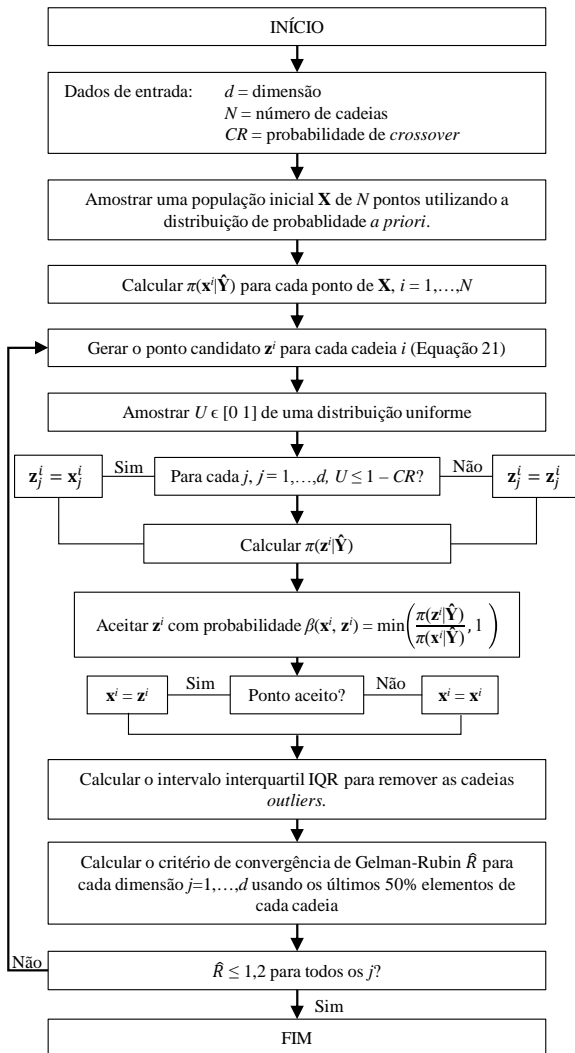 INÍCIO
Dados de entrada: d = dimensão
N = número de cadeias
CR = probabilidade de crossover
Amostrar uma população inicial X de N pontos utilizando a
distribuição de probablidade a priori.
Calcular π(xⁱ|Ŷ) para cada ponto de X, i = 1,…,N
Gerar o ponto candidato zⁱ para cada cadeia i (Equação 21)
Amostrar U ϵ [0 1] de uma distribuição uniforme
z_j^i = x_j^i
Sim
Para cada j, j = 1,…,d, U ≤ 1 – CR?
Não
z_j^i = z_j^i
Calcular π(zⁱ|Ŷ)
Aceitar zⁱ com probabilidade β(xⁱ, zⁱ) = min(π(zⁱ|Ŷ)/π(xⁱ|Ŷ), 1)
xⁱ = zⁱ
Sim
Ponto aceito?
Não
xⁱ = xⁱ
Calcular o intervalo interquartil IQR para remover as cadeias
outliers.
Calcular o critério de convergência de Gelman-Rubin R̂ para
cada dimensão j=1,…,d usando os últimos 50% elementos de
cada cadeia
Não
R̂ ≤ 1,2 para todos os j?
Sim
FIM